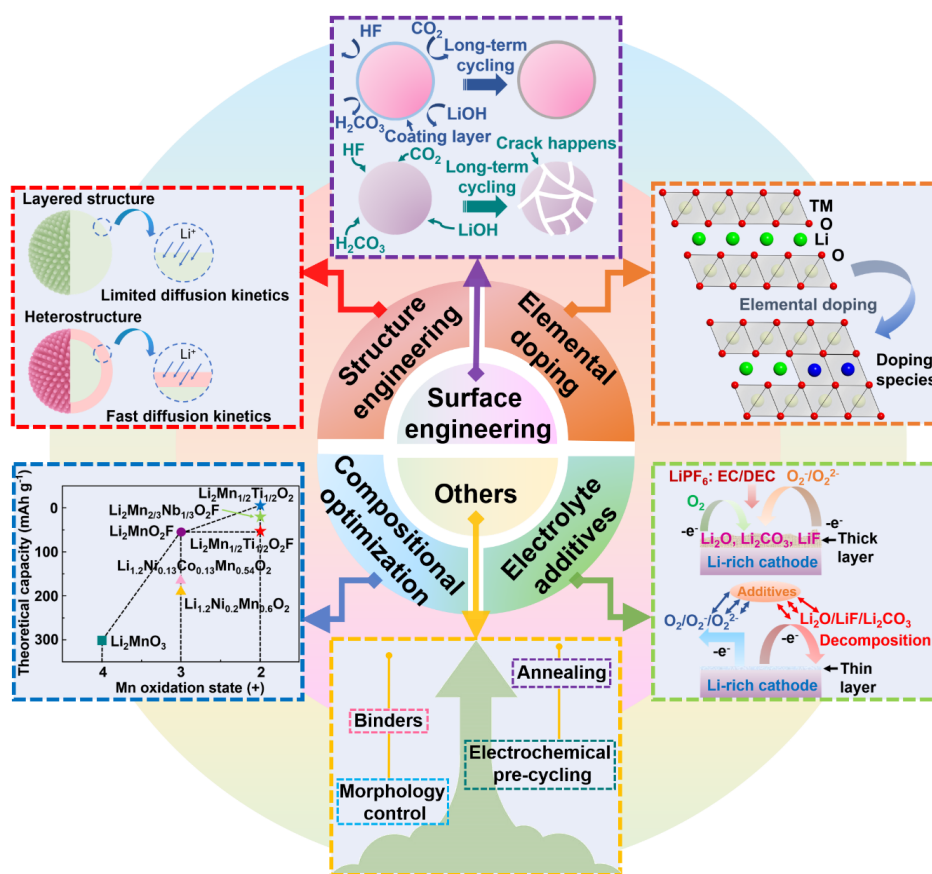 HF
CO₂
Long-term
cycling
H₂CO₃
LiOH
Coating layer
HF
CO₂
Long-term
cycling
Crack happens
H₂CO₃
LiOH
Layered structure
Li⁺
Limited diffusion kinetics
Heterostructure
Li⁺
Fast diffusion kinetics
TM
O
Li
O
Elemental doping
Doping
species
Structure
engineering
Elemental
doping
Surface
engineering
Others
Compositional
optimization
Electrolyte
additives
Theoretical capacity (mAh g⁻¹)
0
100
200
300
4
3
2
Mn oxidation state (+)
Li₂Mn₁/₂Ti₁/₂O₂
Li₂Mn₂/₃Nb₁/₃O₂F
Li₂MnO₂F
Li₂Mn₁/₂Ti₁/₂O₂F
Li₁.₂Ni₀.₁₃Co₀.₁₃Mn₀.₅₄O₂
Li₁.₂Ni₀.₂Mn₀.₆O₂
Li₂MnO₃
LiPF₆: EC/DEC
O₂⁻/O₂²⁻
O₂
-e⁻
-e⁻
Li₂O, Li₂CO₃, LiF
Thick
layer
Li-rich cathode
Additives
O₂/O₂⁻/O₂²⁻
Li₂O/LiF/Li₂CO₃
Decomposition
-e⁻
-e⁻
Li-rich cathode
Thin
layer
Annealing
Binders
Electrochemical
pre-cycling
Morphology
control